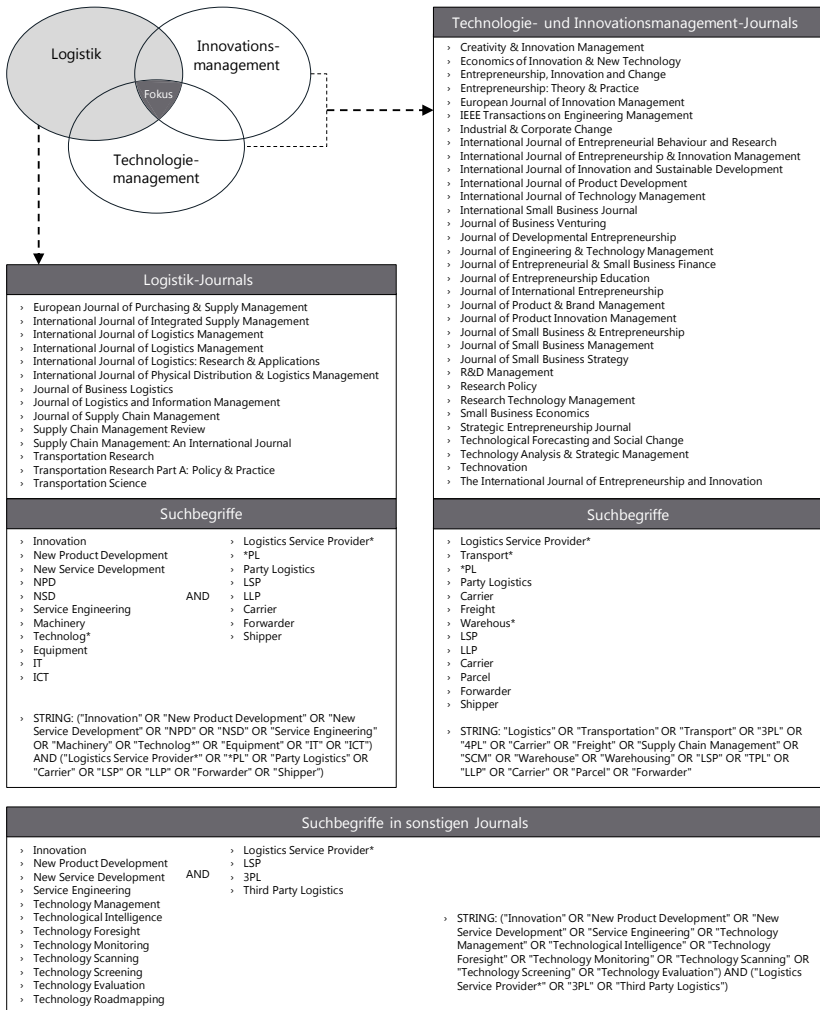 Logistik
Innovations-
management
Fokus
Technologie-
management
Technologie- und Innovationsmanagement-Journals
› Creativity & Innovation Management
› Economics of Innovation & New Technology
› Entrepreneurship, Innovation and Change
› Entrepreneurship: Theory & Practice
› European Journal of Innovation Management
› IEEE Transactions on Engineering Management
› Industrial & Corporate Change
› International Journal of Entrepreneurial Behaviour and Research
› International Journal of Entrepreneurship & Innovation Management
› International Journal of Innovation and Sustainable Development
› International Journal of Product Development
› International Journal of Technology Management
› International Small Business Journal
› Journal of Business Venturing
› Journal of Developmental Entrepreneurship
› Journal of Engineering & Technology Management
› Journal of Entrepreneurial & Small Business Finance
› Journal of Entrepreneurship Education
› Journal of International Entrepreneurship
› Journal of Product & Brand Management
› Journal of Product Innovation Management
› Journal of Small Business & Entrepreneurship
› Journal of Small Business Management
› Journal of Small Business Strategy
› R&D Management
› Research Policy
› Research Technology Management
› Small Business Economics
› Strategic Entrepreneurship Journal
› Technological Forecasting and Social Change
› Technology Analysis & Strategic Management
› Technovation
› The International Journal of Entrepreneurship and Innovation
Logistik-Journals
› European Journal of Purchasing & Supply Management
› International Journal of Integrated Supply Management
› International Journal of Logistics Management
› International Journal of Logistics Management
› International Journal of Logistics: Research & Applications
› International Journal of Physical Distribution & Logistics Management
› Journal of Business Logistics
› Journal of Logistics and Information Management
› Journal of Supply Chain Management
› Supply Chain Management Review
› Supply Chain Management: An International Journal
› Transportation Research
› Transportation Research Part A: Policy & Practice
› Transportation Science
Suchbegriffe
› Innovation
› New Product Development
› New Service Development
› NPD
› NSD
› Service Engineering
› Machinery
› Technolog*
› Equipment
› IT
› ICT
AND
› Logistics Service Provider*
› *PL
› Party Logistics
› LSP
› LLP
› Carrier
› Forwarder
› Shipper
› STRING: ("Innovation" OR "New Product Development" OR "New
Service Development" OR "NPD" OR "NSD" OR "Service Engineering"
OR "Machinery" OR "Technolog*" OR "Equipment" OR "IT" OR "ICT")
AND ("Logistics Service Provider*" OR "*PL" OR "Party Logistics" OR
"Carrier" OR "LSP" OR "LLP" OR "Forwarder" OR "Shipper")
Suchbegriffe
› Logistics Service Provider*
› Transport*
› *PL
› Party Logistics
› Carrier
› Freight
› Warehous*
› LSP
› LLP
› Carrier
› Parcel
› Forwarder
› Shipper
› STRING: "Logistics" OR "Transportation" OR "Transport" OR "3PL" OR
"4PL" OR "Carrier" OR "Freight" OR "Supply Chain Management" OR
"SCM" OR "Warehouse" OR "Warehousing" OR "LSP" OR "TPL" OR
"LLP" OR "Carrier" OR "Parcel" OR "Forwarder"
Suchbegriffe in sonstigen Journals
› Innovation
› New Product Development
› New Service Development
› Service Engineering
› Technology Management
› Technological Intelligence
› Technology Foresight
› Technology Monitoring
› Technology Scanning
› Technology Screening
› Technology Evaluation
› Technology Roadmapping
AND
› Logistics Service Provider*
› LSP
› 3PL
› Third Party Logistics
› STRING: ("Innovation" OR "New Product Development" OR "New
Service Development" OR "Service Engineering" OR "Technology
Management" OR "Technological Intelligence" OR "Technology
Foresight" OR "Technology Monitoring" OR "Technology Scanning" OR
"Technology Screening" OR "Technology Evaluation") AND ("Logistics
Service Provider*" OR "3PL" OR "Third Party Logistics")